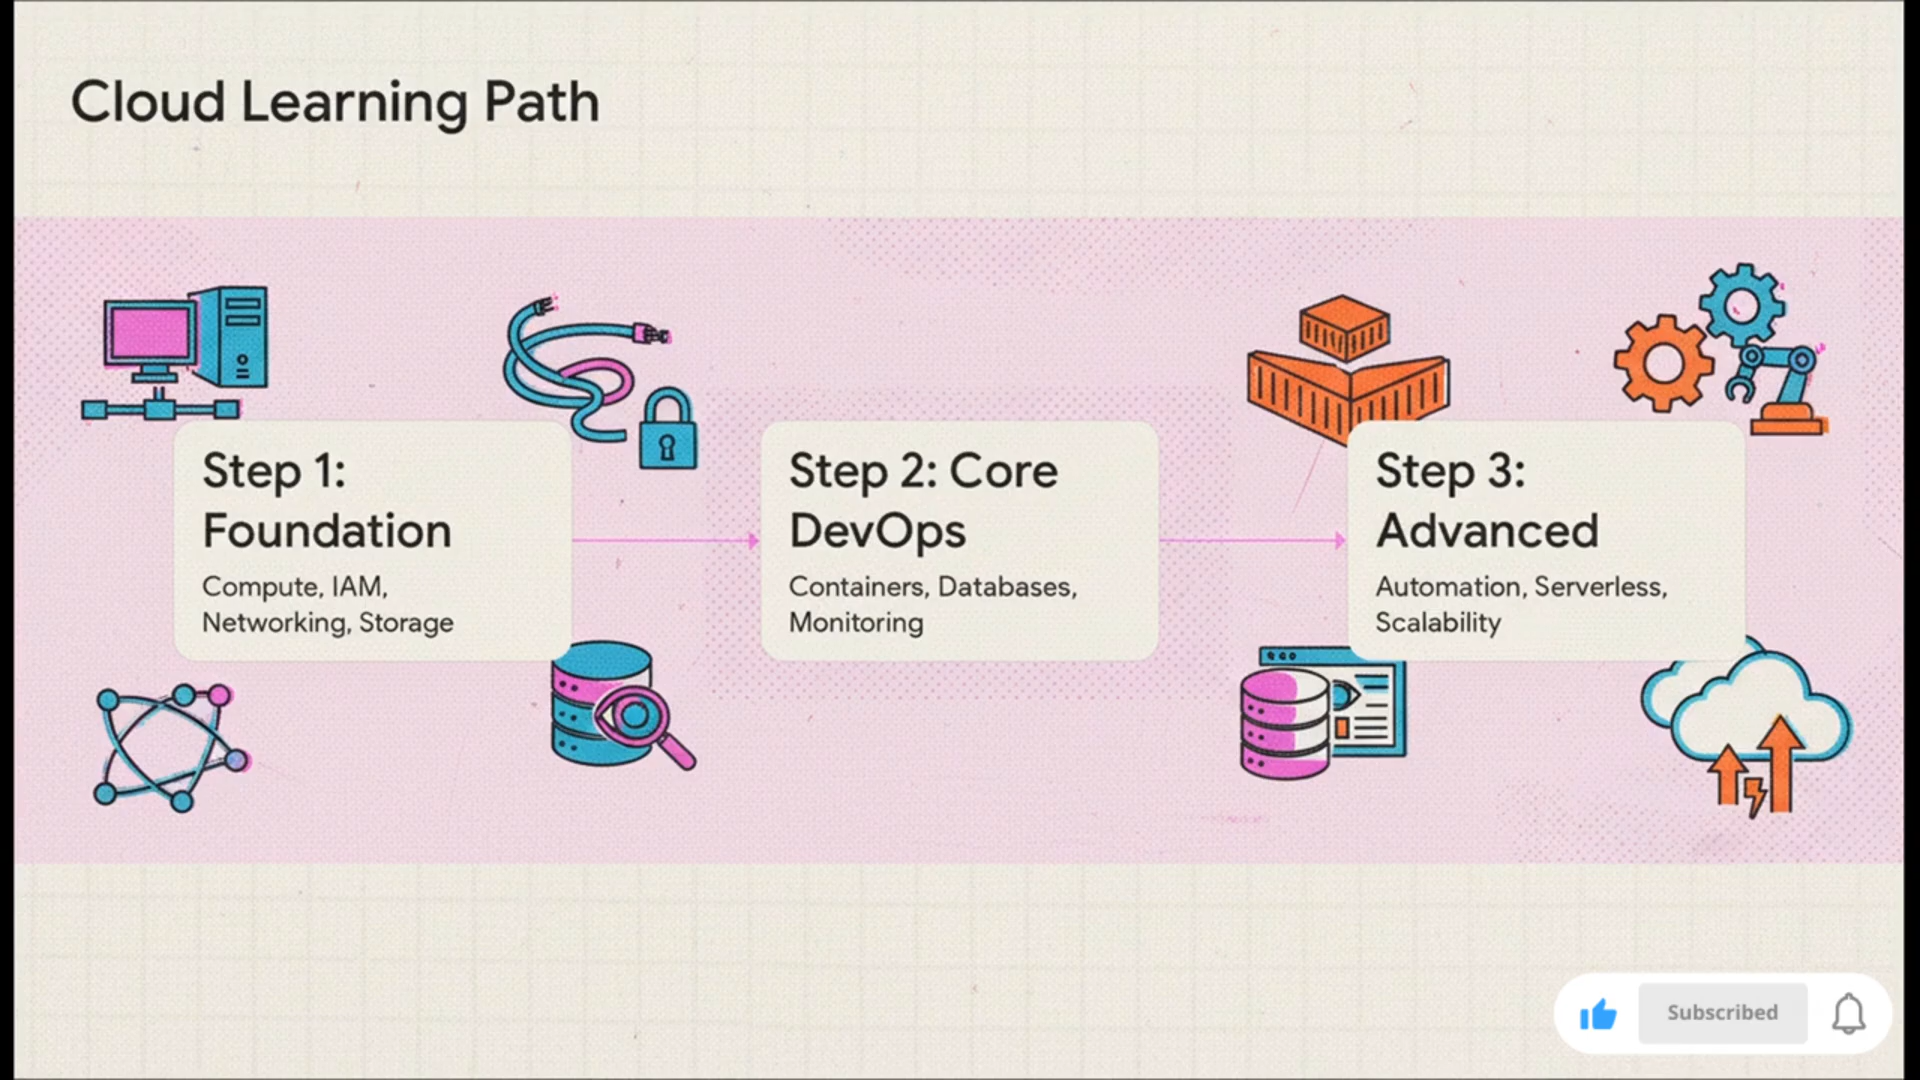 Cloud Learning Path
Step 1:
Foundation
Compute, IAM,
Networking, Storage
Step 2: Core
DevOps
Containers, Databases,
Monitoring
Step 3:
Advanced
Automation, Serverless,
Scalability
Subscribed